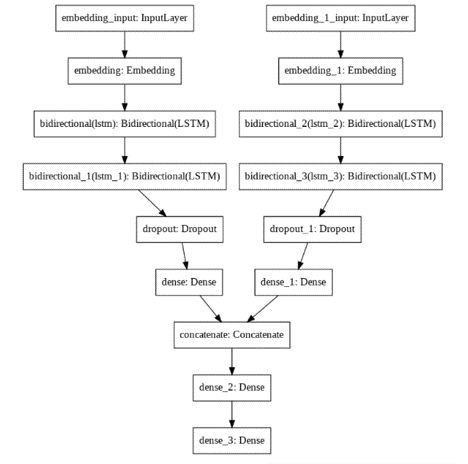 embedding_input: InputLayer
embedding_1_input: InputLayer
embedding: Embedding
embedding_1: Embedding
bidirectional(lstm): Bidirectional(LSTM)
bidirectional_2(lstm_2): Bidirectional(LSTM)
bidirectional_1(lstm_1): Bidirectional(LSTM)
bidirectional_3(lstm_3): Bidirectional(LSTM)
dropout: Dropout
dropout_1: Dropout
dense: Dense
dense_1: Dense
concatenate: Concatenate
dense_2: Dense
dense_3: Dense